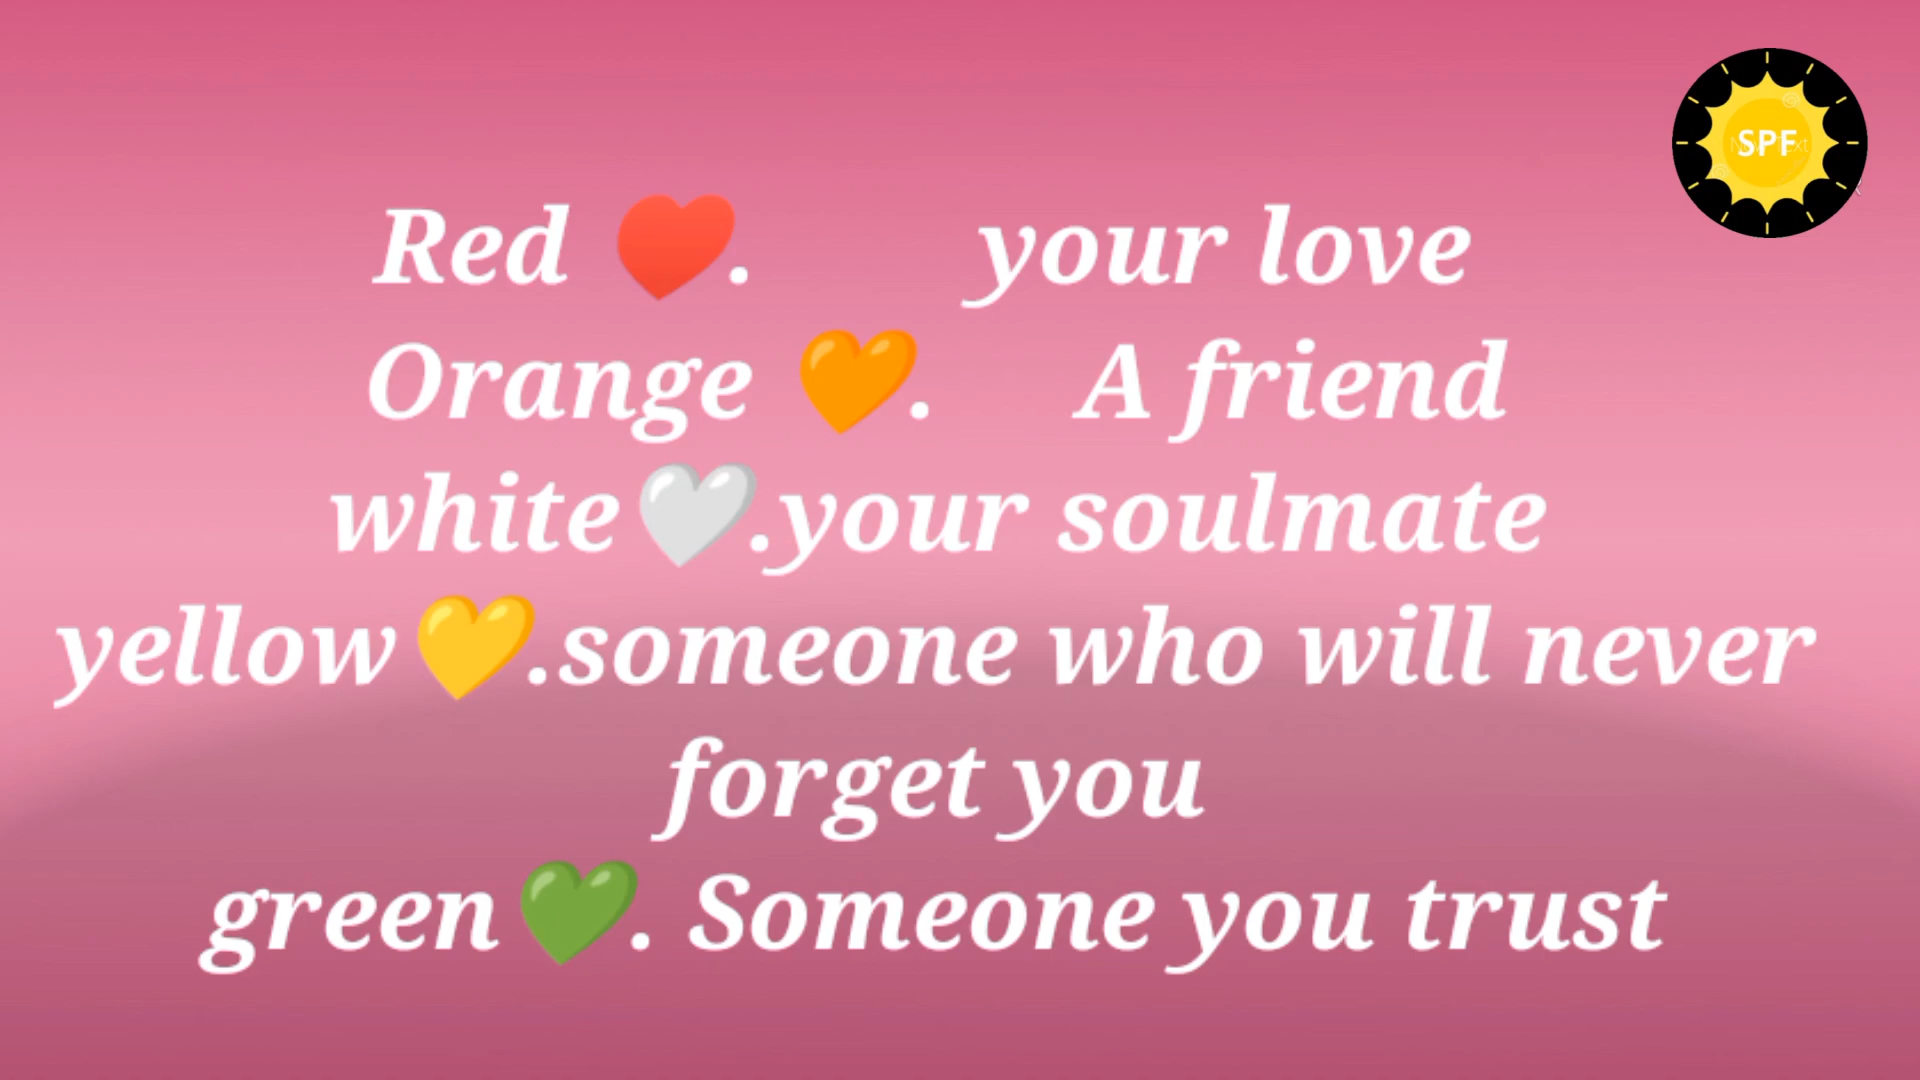 SPF
Red ♥️. your love
Orange 🧡. A friend
white🤍.your soulmate
yellow💛.someone who will never
forget you
green💚. Someone you trust